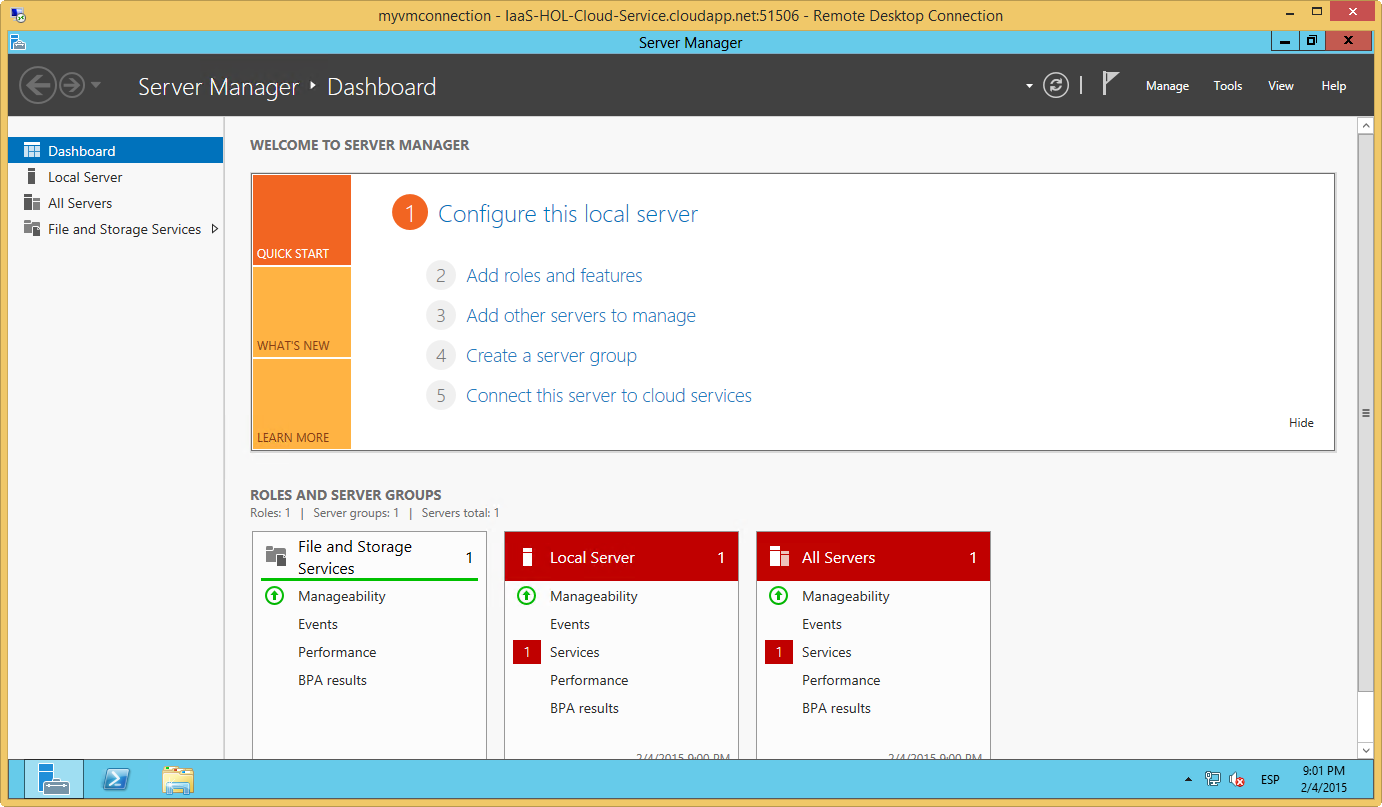 myvmconnection - IaaS-HOL-Cloud-Service.cloudapp.net:51506 - Remote Desktop Connection
Server Manager
Server Manager ‣ Dashboard
Manage Tools View Help
Dashboard
Local Server
All Servers
File and Storage Services
WELCOME TO SERVER MANAGER
QUICK START
WHAT'S NEW
LEARN MORE
1 Configure this local server
2 Add roles and features
3 Add other servers to manage
4 Create a server group
5 Connect this server to cloud services
Hide
ROLES AND SERVER GROUPS
Roles: 1 | Server groups: 1 | Servers total: 1
File and Storage
Services
1
Manageability
Events
Performance
BPA results
Local Server 1
Manageability
Events
1 Services
Performance
BPA results
2/4/2015 9:00 PM
All Servers 1
Manageability
Events
1 Services
Performance
BPA results
2/4/2015 9:00 PM
ESP
9:01 PM
2/4/2015